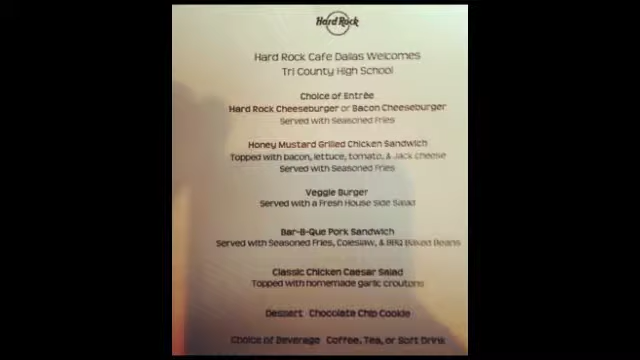 Hard Rock
Hard Rock Cafe Dallas Welcomes
Tri County High School
Choice of Entrée
Hard Rock Cheeseburger or Bacon Cheeseburger
Served with Seasoned Fries
Honey Mustard Grilled Chicken Sandwich
Topped with bacon, lettuce, tomato, & Jack cheese
Served with Seasoned Fries
Veggie Burger
Served with a Fresh House Side Salad
Bar-B-Que Pork Sandwich
Served with Seasoned Fries, Coleslaw, & BBQ Baked Beans
Classic Chicken Caesar Salad
Topped with homemade garlic croutons
Dessert Chocolate Chip Cookie
Choice of Beverage Coffee, Tea, or Soft Drink